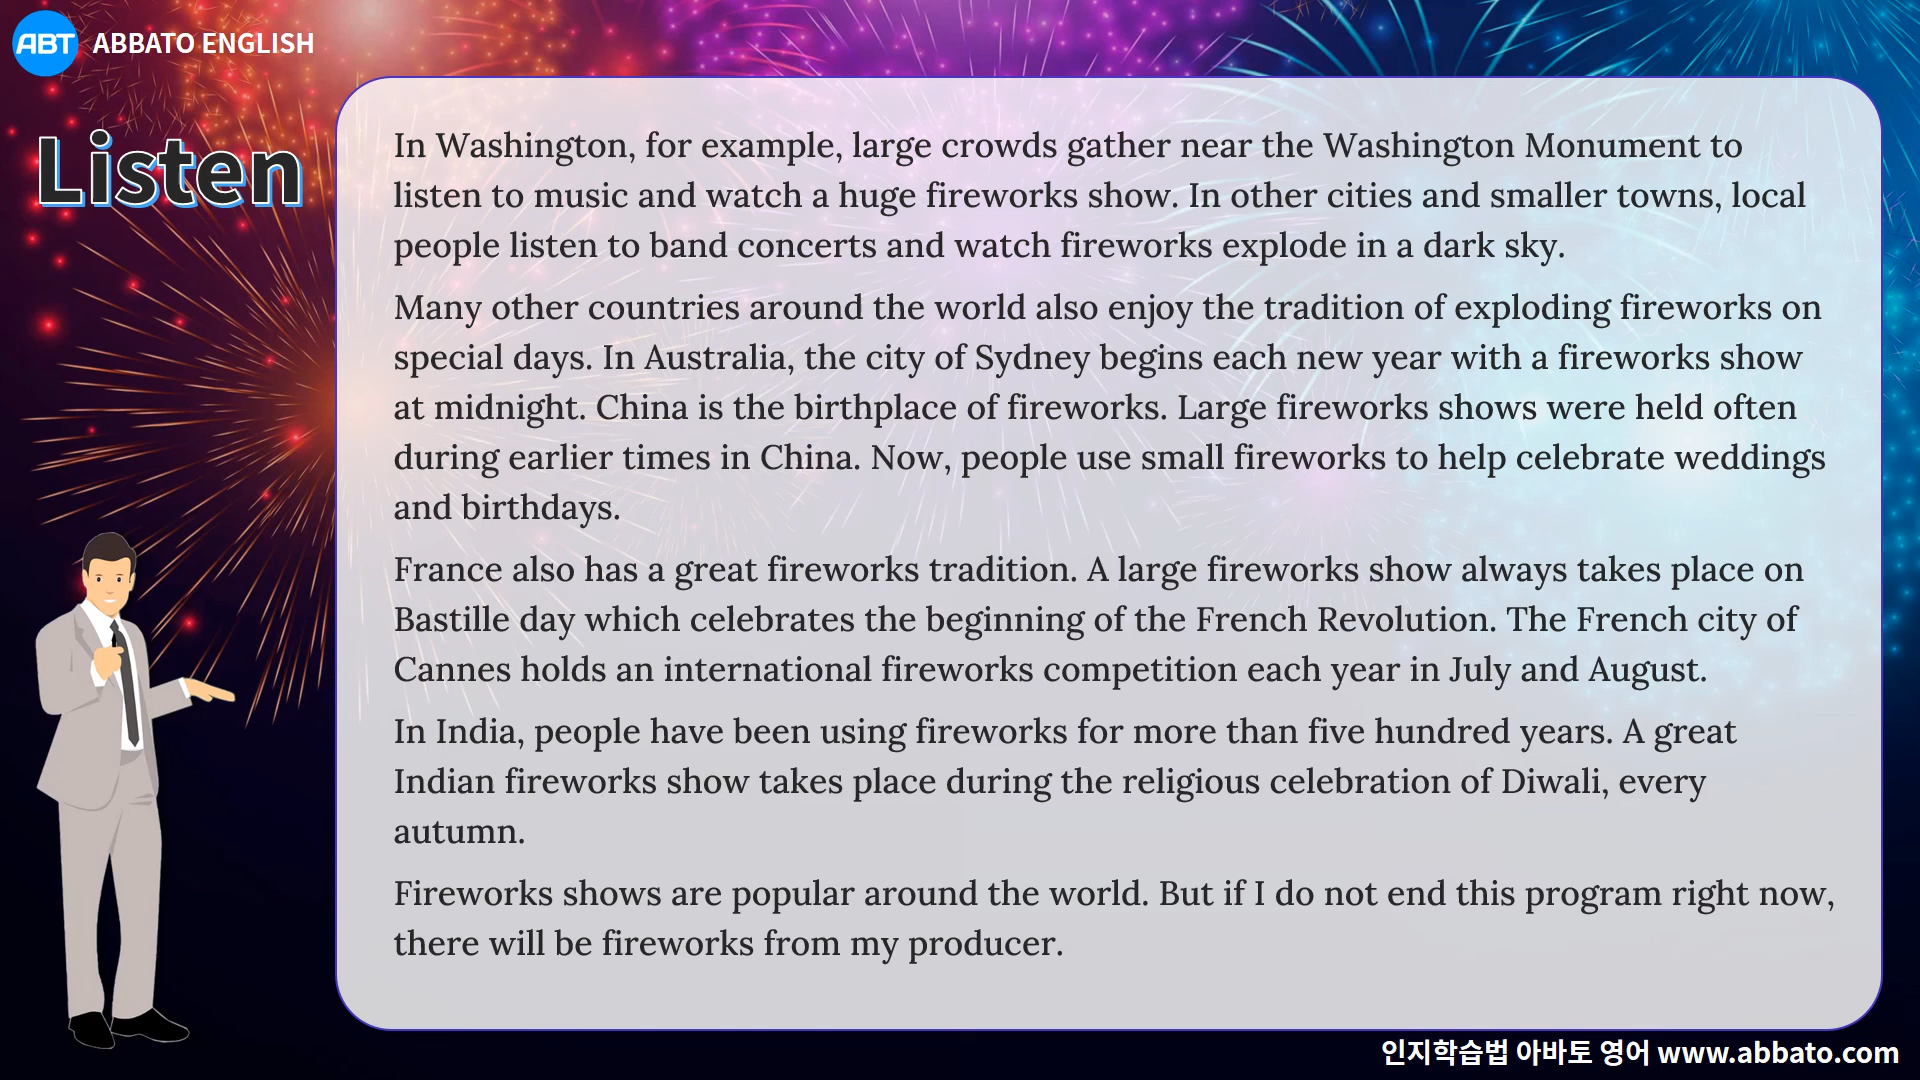 ABT ABBATO ENGLISH
Listen
In Washington, for example, large crowds gather near the Washington Monument to
listen to music and watch a huge fireworks show. In other cities and smaller towns, local
people listen to band concerts and watch fireworks explode in a dark sky.
Many other countries around the world also enjoy the tradition of exploding fireworks on
special days. In Australia, the city of Sydney begins each new year with a fireworks show
at midnight. China is the birthplace of fireworks. Large fireworks shows were held often
during earlier times in China. Now, people use small fireworks to help celebrate weddings
and birthdays.
France also has a great fireworks tradition. A large fireworks show always takes place on
Bastille day which celebrates the beginning of the French Revolution. The French city of
Cannes holds an international fireworks competition each year in July and August.
In India, people have been using fireworks for more than five hundred years. A great
Indian fireworks show takes place during the religious celebration of Diwali, every
autumn.
Fireworks shows are popular around the world. But if I do not end this program right now,
there will be fireworks from my producer.
인지학습법 아바토 영어 www.abbato.com